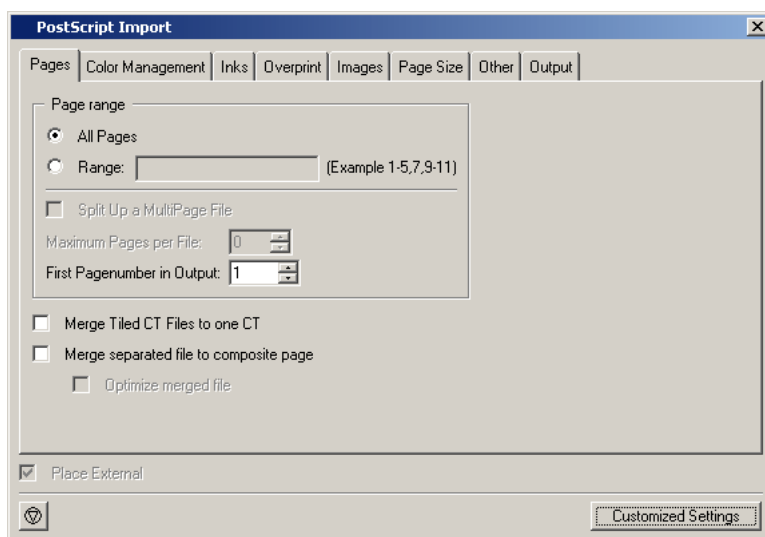 PostScript Import
Pages Color Management Inks Overprint Images Page Size Other Output
Page range
All Pages
Range: (Example 1-5,7,9-11)
Split Up a MultiPage File
Maximum Pages per File: 0
First Pagenumber in Output: 1
Merge Tiled CT Files to one CT
Merge separated file to composite page
Optimize merged file
Place External
Customized Settings